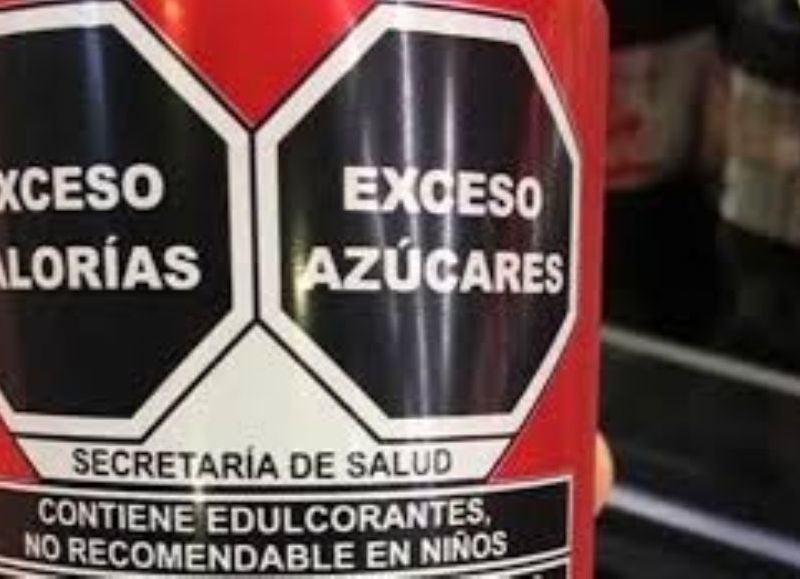 XCESO
ALORÍAS
EXCESO
AZÚCARES
SECRETARÍA DE SALUD
CONTIENE EDULCORANTES,
NO RECOMENDABLE EN NIÑOS